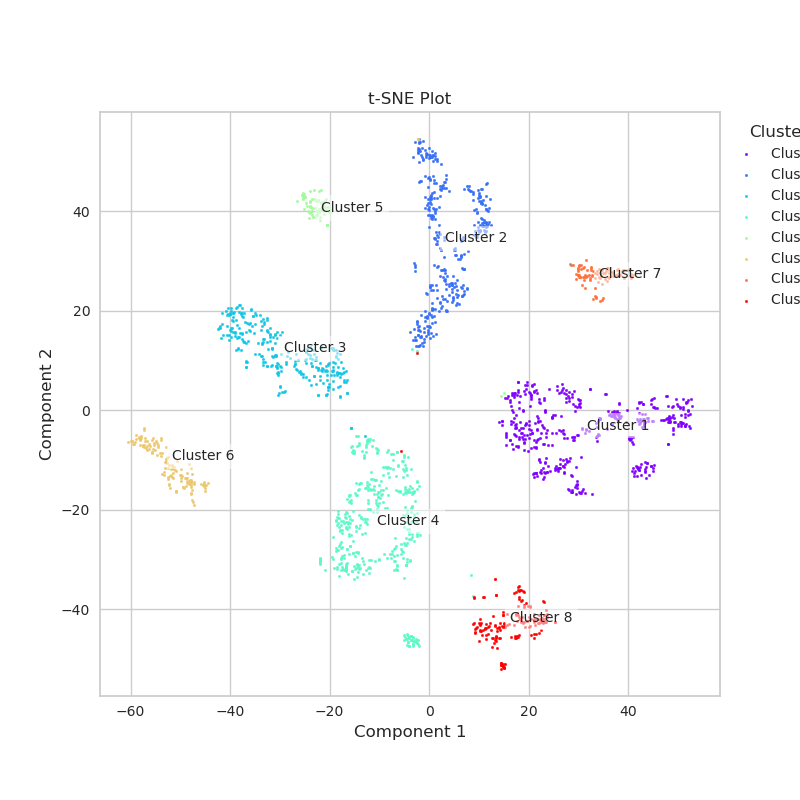 t-SNE Plot
Cluste
Clus
Clus
Clus
Clus
Clus
Clus
Clus
Clus
Cluster 5
Cluster 2
Cluster 7
Cluster 3
Cluster 1
Cluster 6
Cluster 4
Cluster 8
40
20
0
−20
−40
Component 2
−60
−40
−20
0
20
40
Component 1